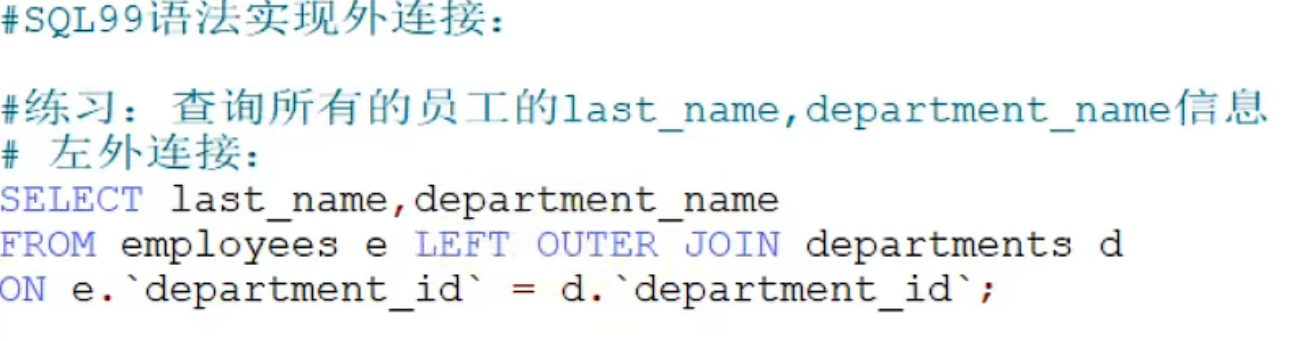 #SQL99语法实现外连接:
#练习: 查询所有的员工的last_name,department_name信息
# 左外连接:
SELECT last_name,department_name
FROM employees e LEFT OUTER JOIN departments d
ON e.`department_id` = d.`department_id`;